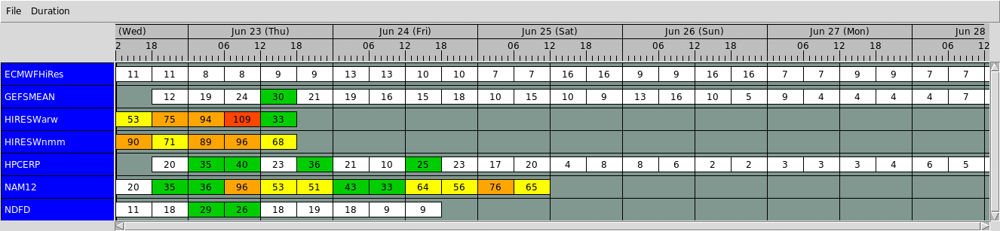 File Duration
(Wed) Jun 23 (Thu) Jun 24 (Fri) Jun 25 (Sat) Jun 26 (Sun) Jun 27 (Mon) Jun 28
2 18 06 12 18 06 12 18 06 12 18 06 12 18 06 12 18 06 12
ECMWFHiRes 11 11 8 8 9 9 13 13 10 10 7 7 16 16 9 9 16 16 7 7 9 9 7 7
GEFSMEAN 12 19 24 30 21 19 16 15 18 10 15 10 9 13 16 10 5 9 4 4 4 4 7
HIRESWarw 53 75 94 109 33
HIRESWnmm 90 71 89 96 68
HPCERP 20 35 40 23 36 21 10 25 23 17 20 4 8 8 6 2 2 3 3 3 4 6 5
NAM12 20 35 36 96 53 51 43 33 64 56 76 65
NDFD 11 18 29 26 18 19 18 9 9